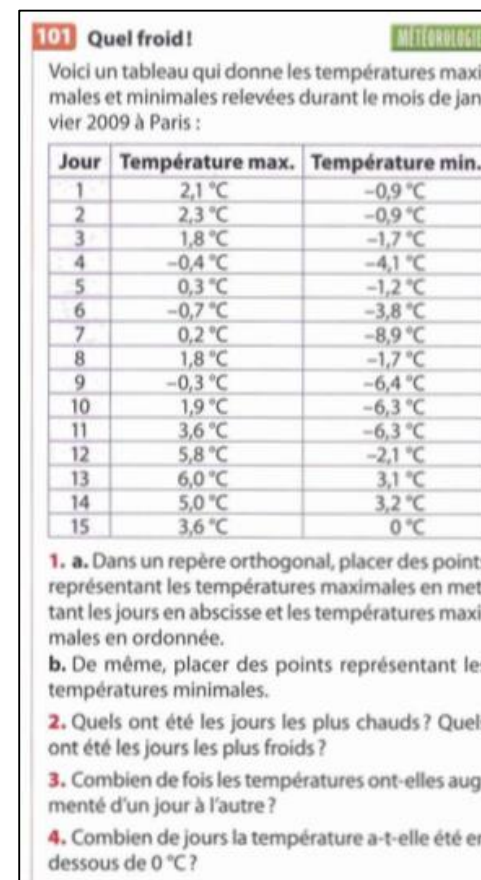 101 Quel froid! MÉTÉOROLOGIE
Voici un tableau qui donne les températures maxi
males et minimales relevées durant le mois de jan
vier 2009 à Paris :
Jour Température max. Température min.
1 2,1 °C –0,9 °C
2 2,3 °C –0,9 °C
3 1,8 °C –1,7 °C
4 –0,4 °C –4,1 °C
5 0,3 °C –1,2 °C
6 –0,7 °C –3,8 °C
7 0,2 °C –8,9 °C
8 1,8 °C –1,7 °C
9 –0,3 °C –6,4 °C
10 1,9 °C –6,3 °C
11 3,6 °C –6,3 °C
12 5,8 °C –2,1 °C
13 6,0 °C 3,1 °C
14 5,0 °C 3,2 °C
15 3,6 °C 0 °C
1. a. Dans un repère orthogonal, placer des point
représentant les températures maximales en met
tant les jours en abscisse et les températures maxi
males en ordonnée.
b. De même, placer des points représentant le
températures minimales.
2. Quels ont été les jours les plus chauds ? Quel
ont été les jours les plus froids ?
3. Combien de fois les températures ont-elles aug
menté d'un jour à l'autre ?
4. Combien de jours la température a-t-elle été e
dessous de 0 °C ?